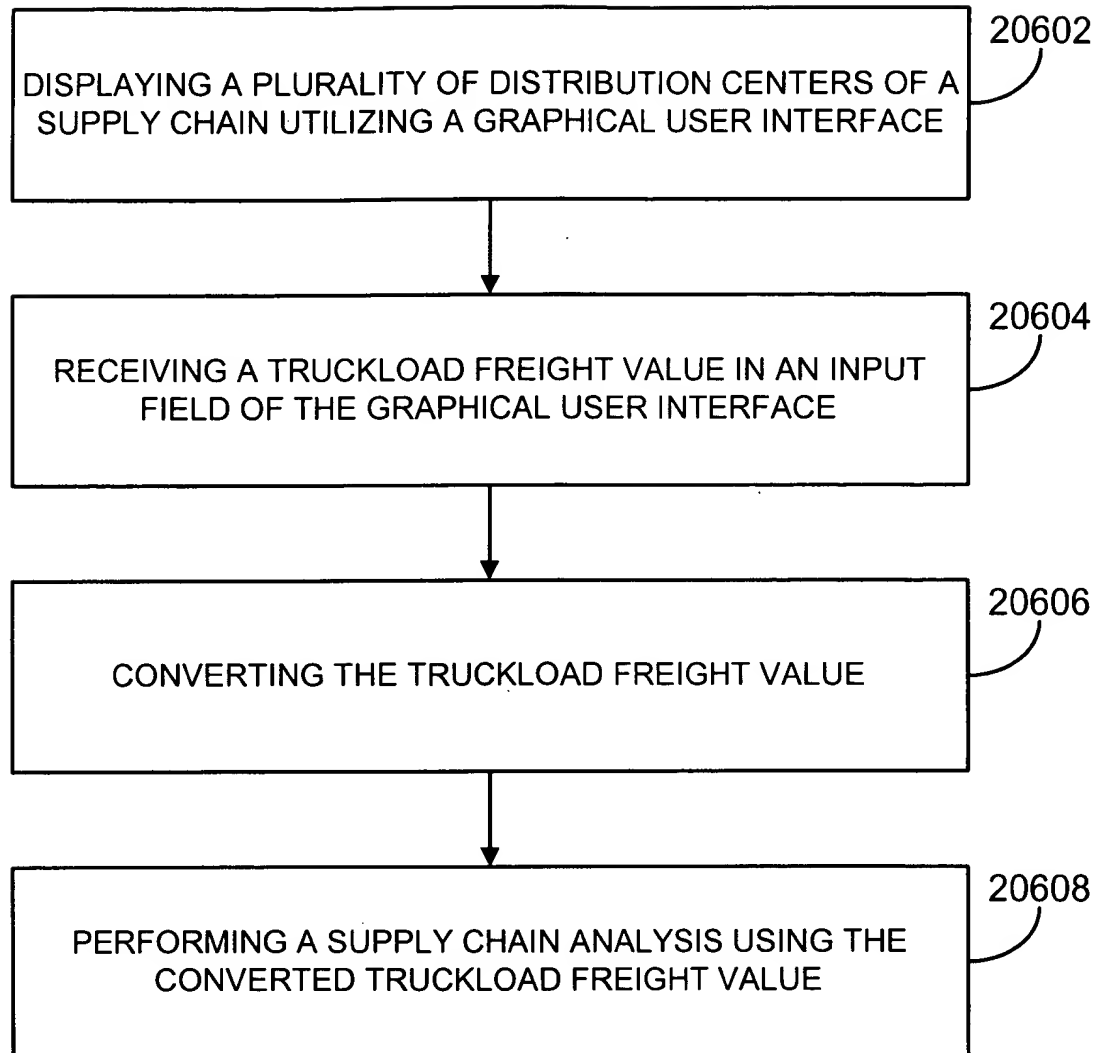 20602
DISPLAYING A PLURALITY OF DISTRIBUTION CENTERS OF A
SUPPLY CHAIN UTILIZING A GRAPHICAL USER INTERFACE
20604
RECEIVING A TRUCKLOAD FREIGHT VALUE IN AN INPUT
FIELD OF THE GRAPHICAL USER INTERFACE
20606
CONVERTING THE TRUCKLOAD FREIGHT VALUE
20608
PERFORMING A SUPPLY CHAIN ANALYSIS USING THE
CONVERTED TRUCKLOAD FREIGHT VALUE